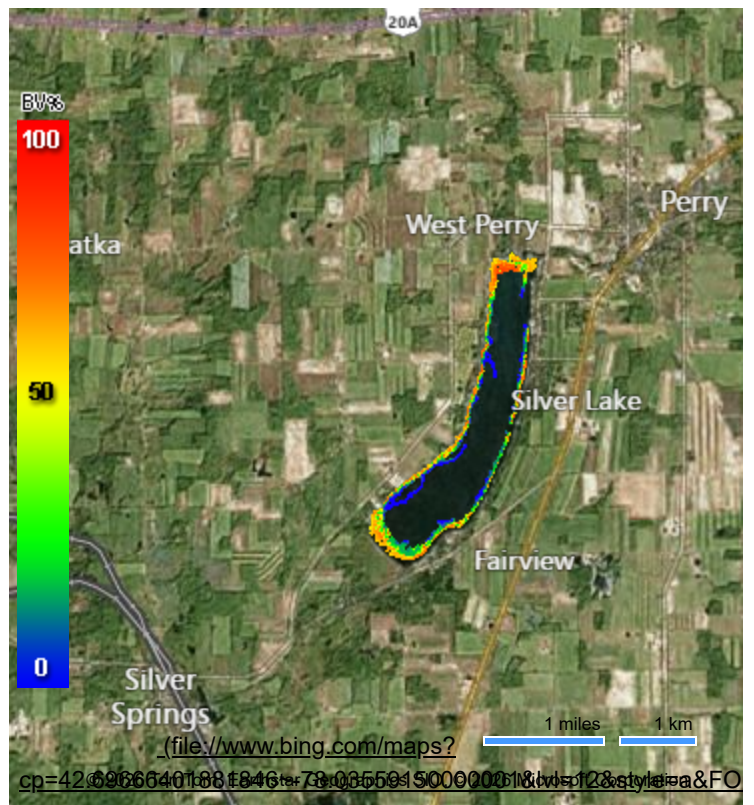 20A
BV%
100
Perry
West Perry
atka
50
Silver Lake
Fairview
0
Silver
Springs
1 miles
1 km
(file://www.bing.com/maps?